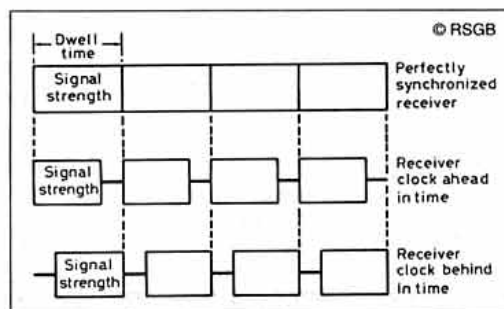 Dwell
time
© RSGB
Signal
strength
Perfectly
synchronized
receiver
Signal
strength
Receiver
clock ahead
in time
Signal
strength
Receiver
clock behind
in time